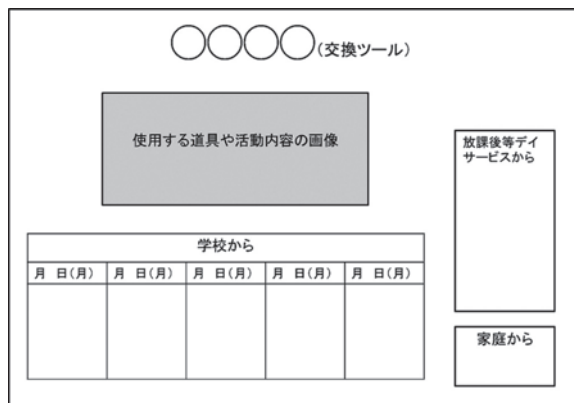 ○○○○(交換ツール)
使用する道具や活動内容の画像
放課後等デイ
サービスから
学校から
月 日(月) 月 日(月) 月 日(月) 月 日(月) 月 日(月)
家庭から